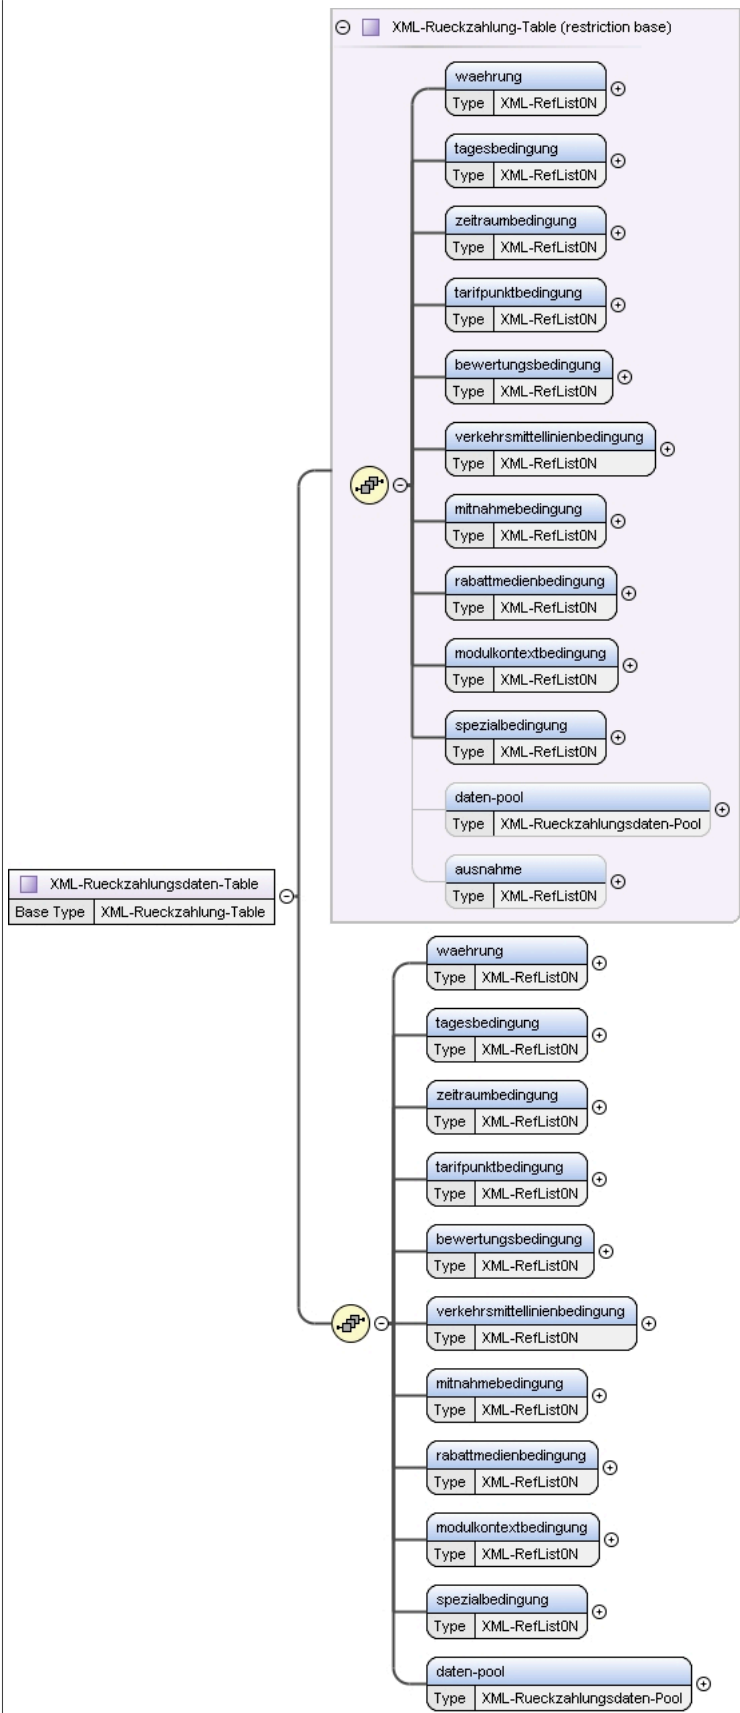 XML-Rueckzahlung-Table (restriction base)
waehrung
Type XML-RefList0N
tagesbedingung
Type XML-RefList0N
zeitraumbedingung
Type XML-RefList0N
tarifpunktbedingung
Type XML-RefList0N
bewertungsbedingung
Type XML-RefList0N
verkehrsmittellinienbedingung
Type XML-RefList0N
mitnahmebedingung
Type XML-RefList0N
rabattmedienbedingung
Type XML-RefList0N
modulkontextbedingung
Type XML-RefList0N
spezialbedingung
Type XML-RefList0N
daten-pool
Type XML-Rueckzahlungsdaten-Pool
ausnahme
Type XML-RefList0N
XML-Rueckzahlungsdaten-Table
Base Type XML-Rueckzahlung-Table
waehrung
Type XML-RefList0N
tagesbedingung
Type XML-RefList0N
zeitraumbedingung
Type XML-RefList0N
tarifpunktbedingung
Type XML-RefList0N
bewertungsbedingung
Type XML-RefList0N
verkehrsmittellinienbedingung
Type XML-RefList0N
mitnahmebedingung
Type XML-RefList0N
rabattmedienbedingung
Type XML-RefList0N
modulkontextbedingung
Type XML-RefList0N
spezialbedingung
Type XML-RefList0N
daten-pool
Type XML-Rueckzahlungsdaten-Pool